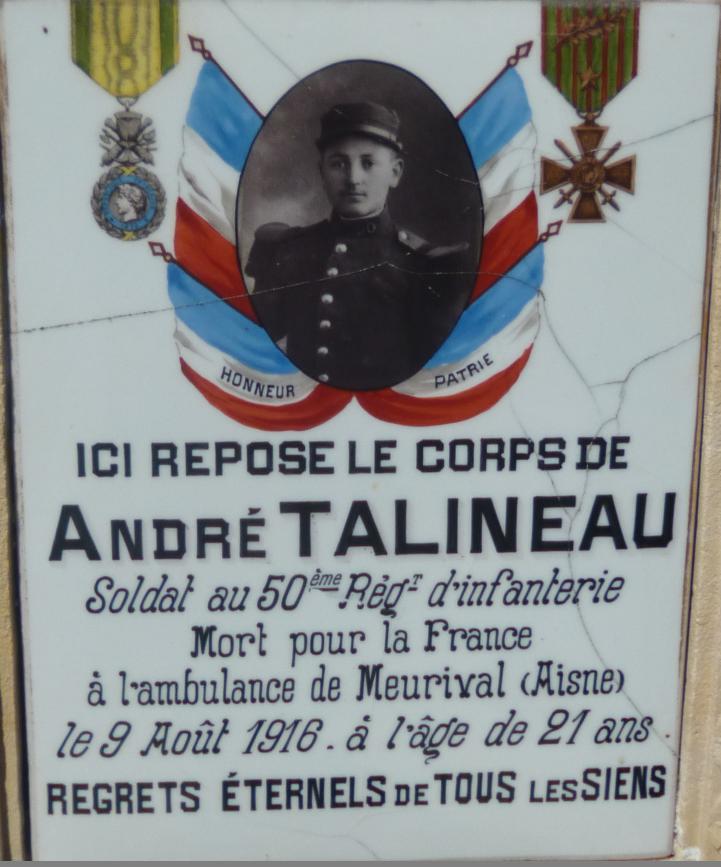 HONNEUR PATRIE
ICI REPOSE LE CORPS DE
ANDRÉ TALINEAU
Soldat au 50ème Régt d'infanterie
Mort pour la France
à l'ambulance de Meurival (Aisne)
le 9 Août 1916. à l'âge de 21 ans
REGRETS ÉTERNELS DE TOUS LES SIENS